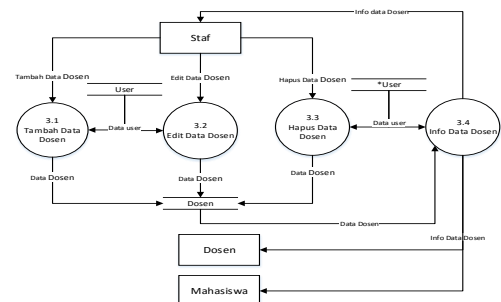 Info data Dosen
Staf
Tambah Data Dosen
Edit Data Dosen
Hapus Data Dosen
User
*User
3.1
Tambah Data
Dosen
Data user
3.2
Edit Data Dosen
3.3
Hapus Data
Dosen
Data user
3.4
Info Data Dosen
Data Dosen
Data Dosen
Data Dosen
Dosen
Data Dosen
Info Data Dosen
Dosen
Mahasiswa